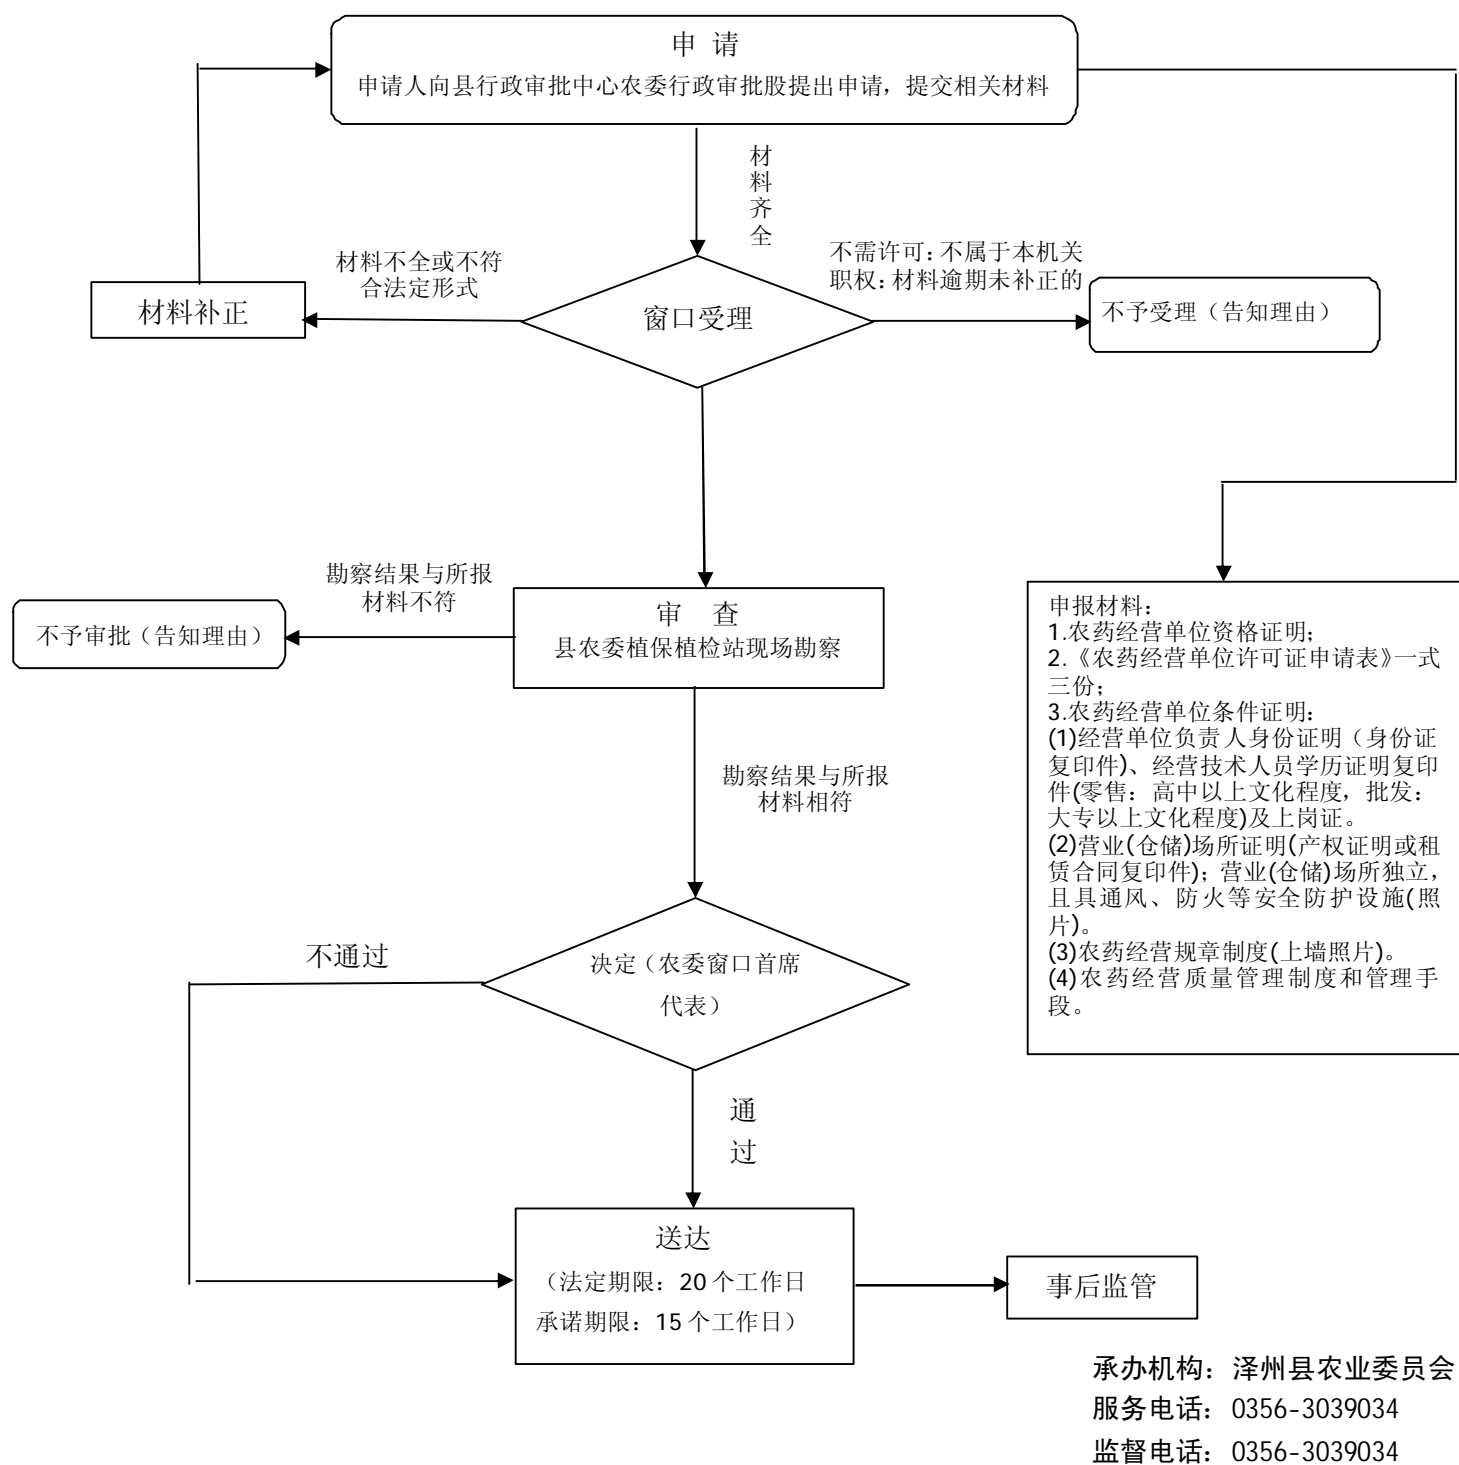 申 请
申请人向县行政审批中心农委行政审批股提出申请，提交相关材料
材
料
齐
全
材料不全或不符
合法定形式
不需许可：不属于本机关
职权：材料逾期未补正的
材料补正
窗口受理
不予受理（告知理由）
勘察结果与所报
材料不符
不予审批（告知理由）
审 查
县农委植保植检站现场勘察
申报材料：
1.农药经营单位资格证明；
2.《农药经营单位许可证申请表》一式
三份；
3.农药经营单位条件证明：
(1)经营单位负责人身份证明（身份证
复印件)、经营技术人员学历证明复印
件(零售：高中以上文化程度，批发：
大专以上文化程度)及上岗证。
(2)营业(仓储)场所证明(产权证明或租
赁合同复印件)；营业(仓储)场所独立，
且具通风、防火等安全防护设施(照
片)。
(3)农药经营规章制度(上墙照片)。
(4)农药经营质量管理制度和管理手
段。
勘察结果与所报
材料相符
不通过
决定（农委窗口首席
代表）
通
过
送达
（法定期限：20 个工作日
承诺期限：15 个工作日）
事后监管
承办机构：泽州县农业委员会
服务电话：0356-3039034
监督电话：0356-3039034